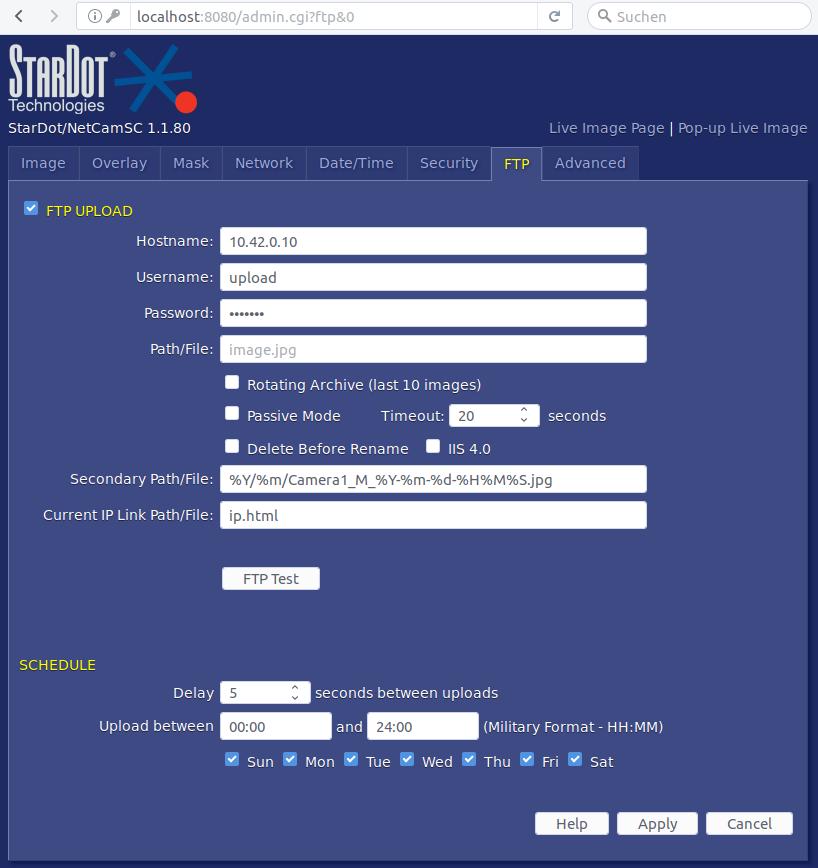 localhost:8080/admin.cgi?ftp&0 Suchen
STARDOT®
Technologies
StarDot/NetCamSC 1.1.80 Live Image Page | Pop-up Live Image
Image Overlay Mask Network Date/Time Security FTP Advanced
FTP UPLOAD
Hostname: 10.42.0.10
Username: upload
Password: •••••••
Path/File: image.jpg
Rotating Archive (last 10 images)
Passive Mode Timeout: 20 seconds
Delete Before Rename IIS 4.0
Secondary Path/File: %Y/%m/Camera1_M_%Y-%m-%d-%H%M%S.jpg
Current IP Link Path/File: ip.html
FTP Test
SCHEDULE
Delay 5 seconds between uploads
Upload between 00:00 and 24:00 (Military Format - HH:MM)
Sun Mon Tue Wed Thu Fri Sat
Help Apply Cancel